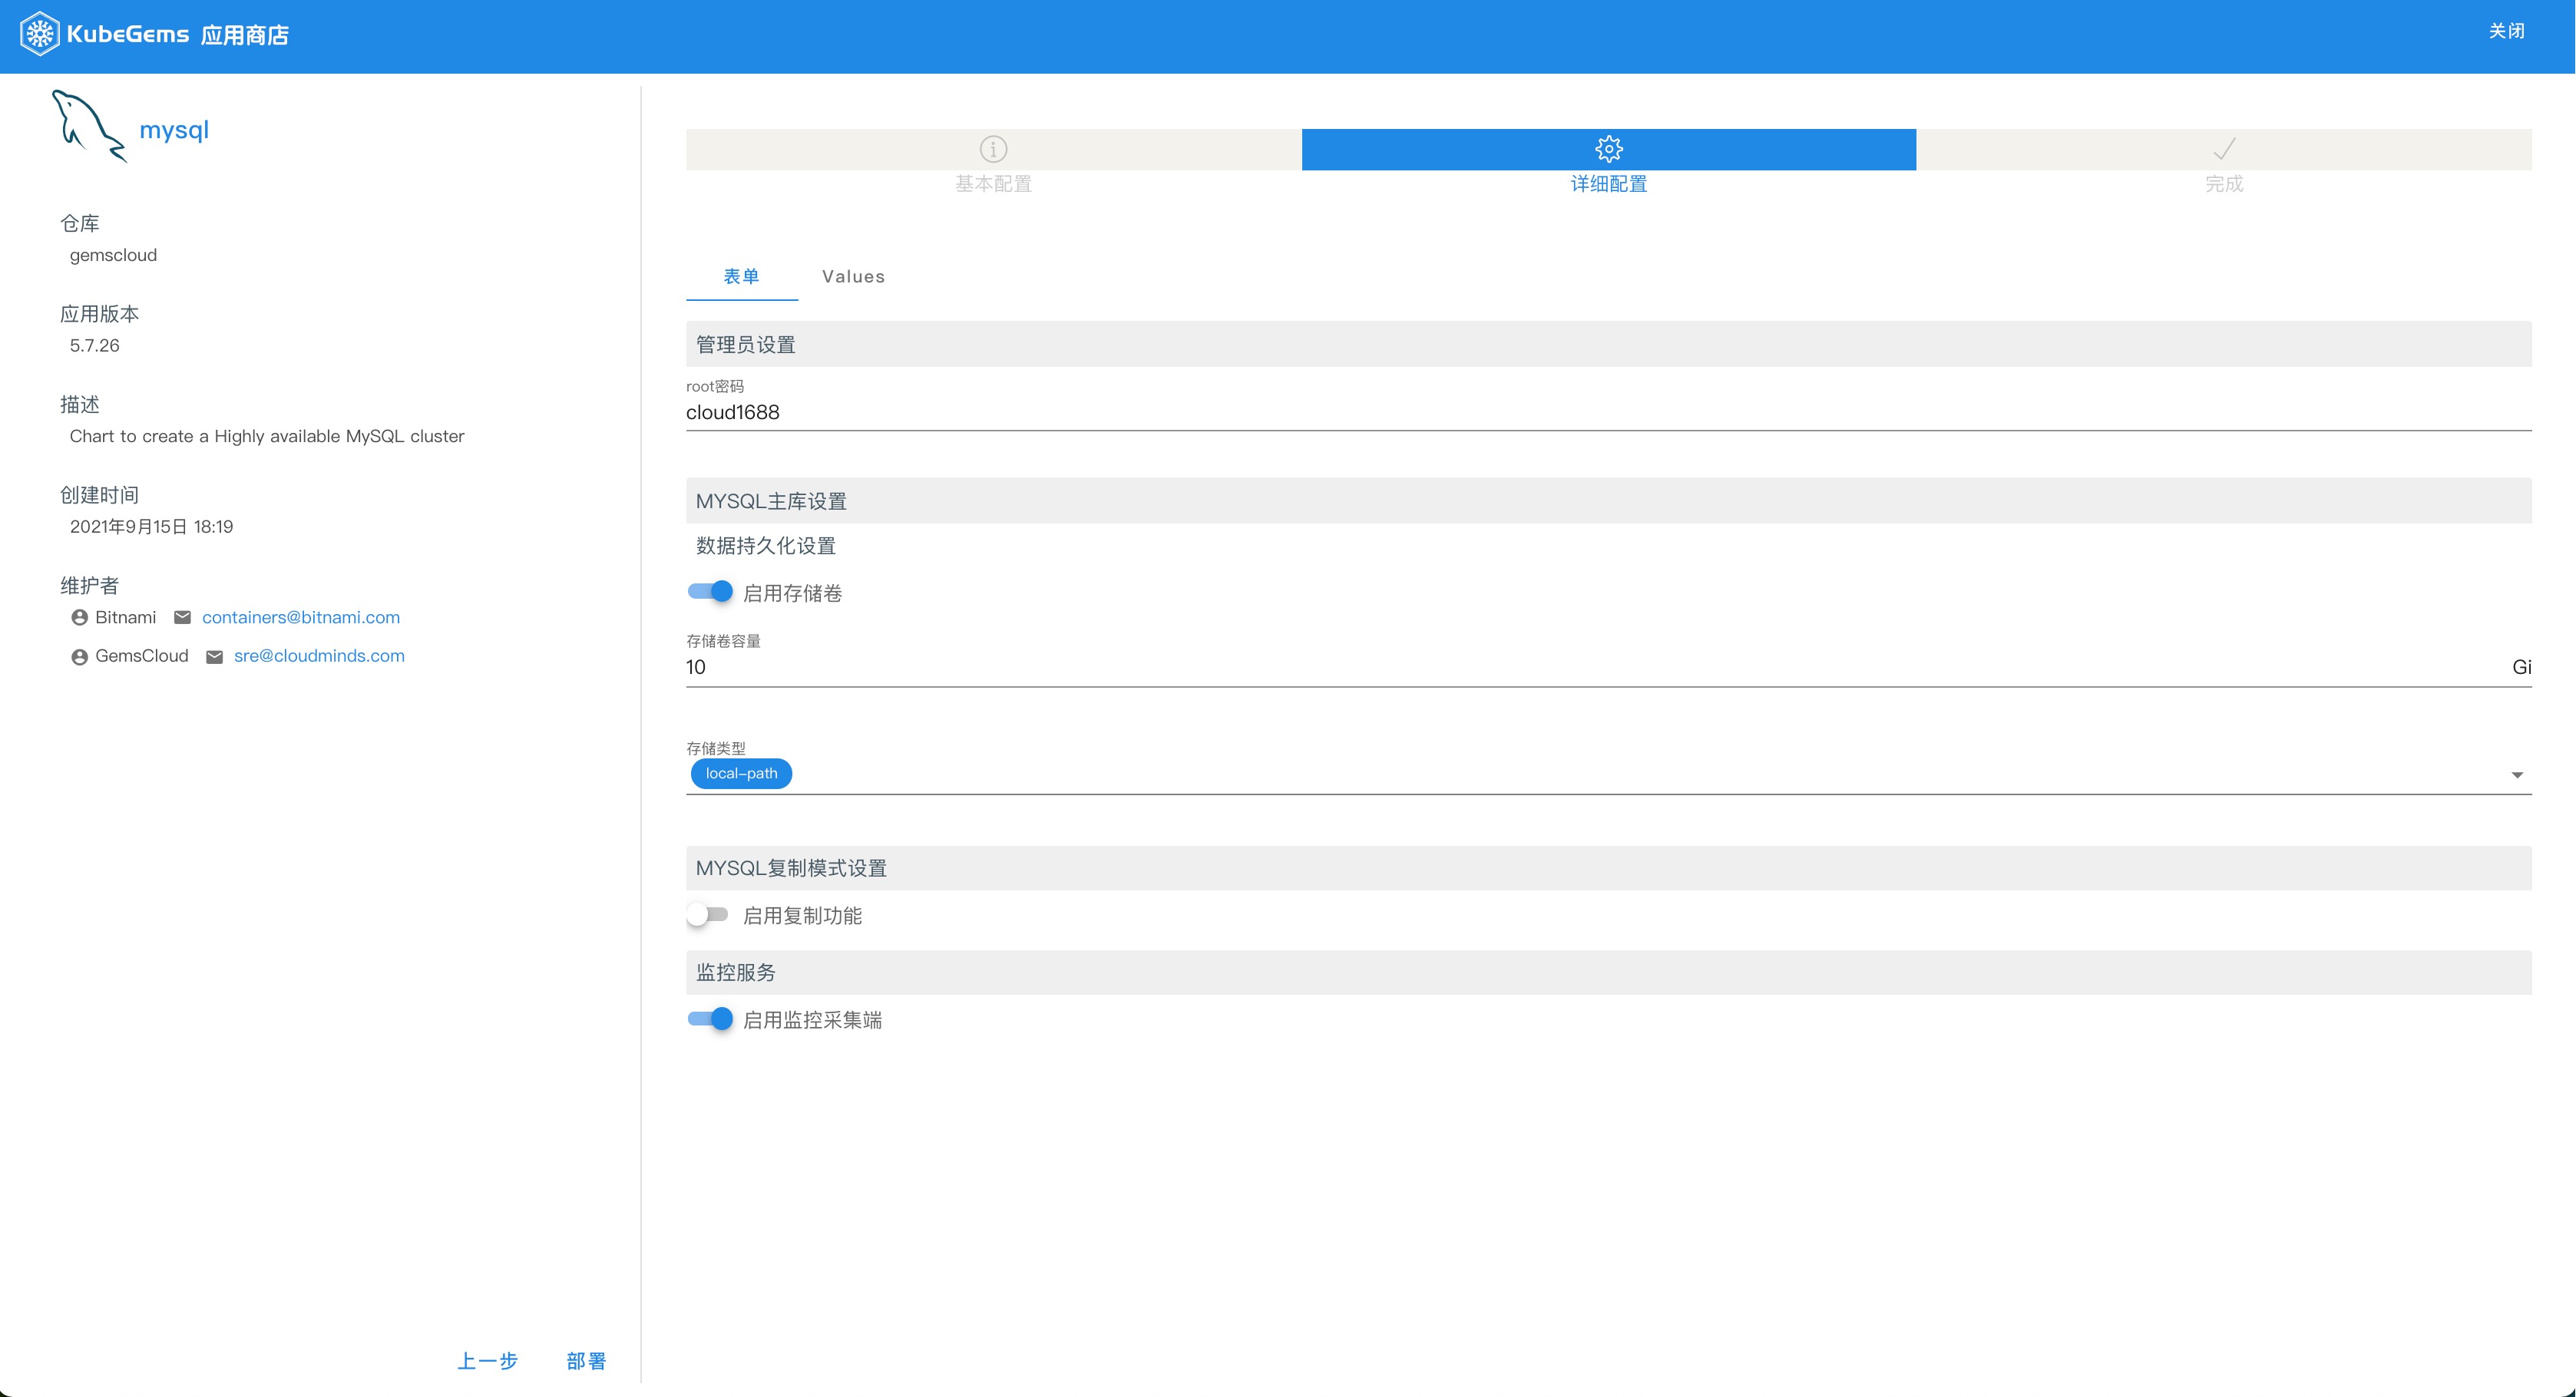 KubeGems 应用商店
关闭
mysql
仓库
gemscloud
应用版本
5.7.26
描述
Chart to create a Highly available MySQL cluster
创建时间
2021年9月15日 18:19
维护者
Bitnami containers@bitnami.com
GemsCloud sre@cloudminds.com
上一步 部署
基本配置 详细配置 完成
表单 Values
管理员设置
root密码
cloud1688
MYSQL主库设置
数据持久化设置
启用存储卷
存储卷容量
10 Gi
存储类型
local-path
MYSQL复制模式设置
启用复制功能
监控服务
启用监控采集端